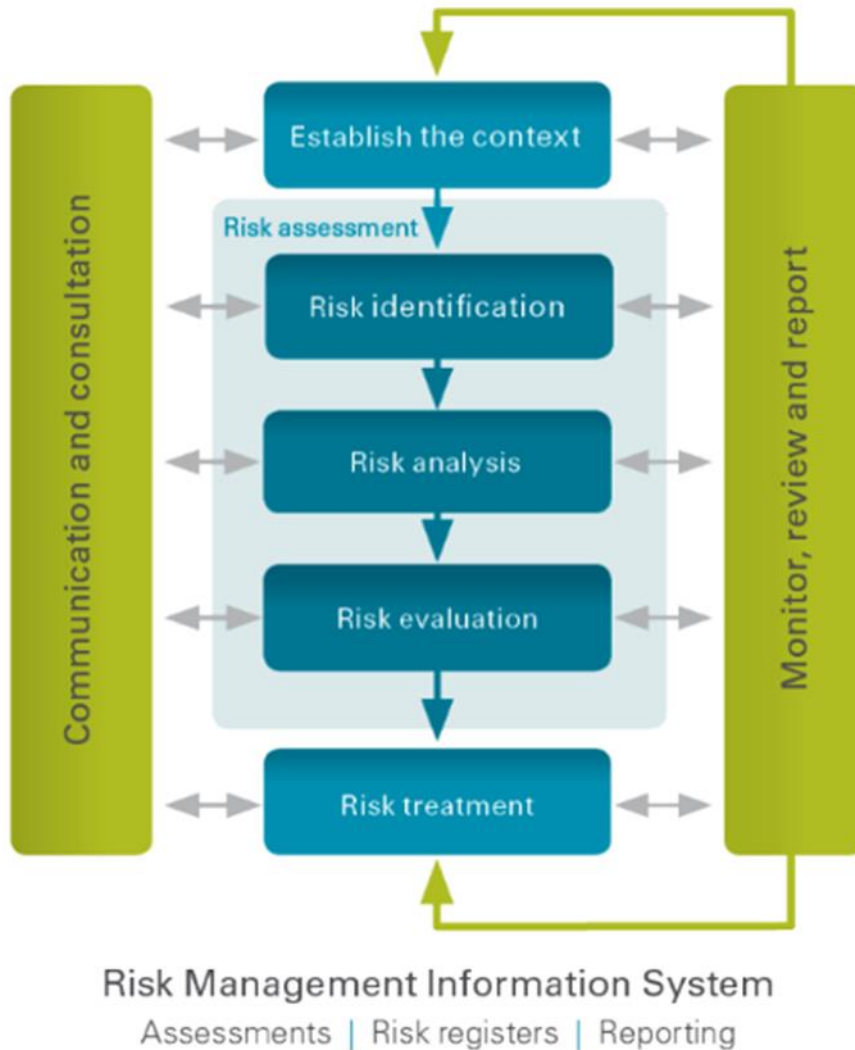 Establish the context
Risk assessment
Risk identification
Risk analysis
Risk evaluation
Risk treatment
Communication and consultation
Monitor, review and report
Risk Management Information System
Assessments | Risk registers | Reporting